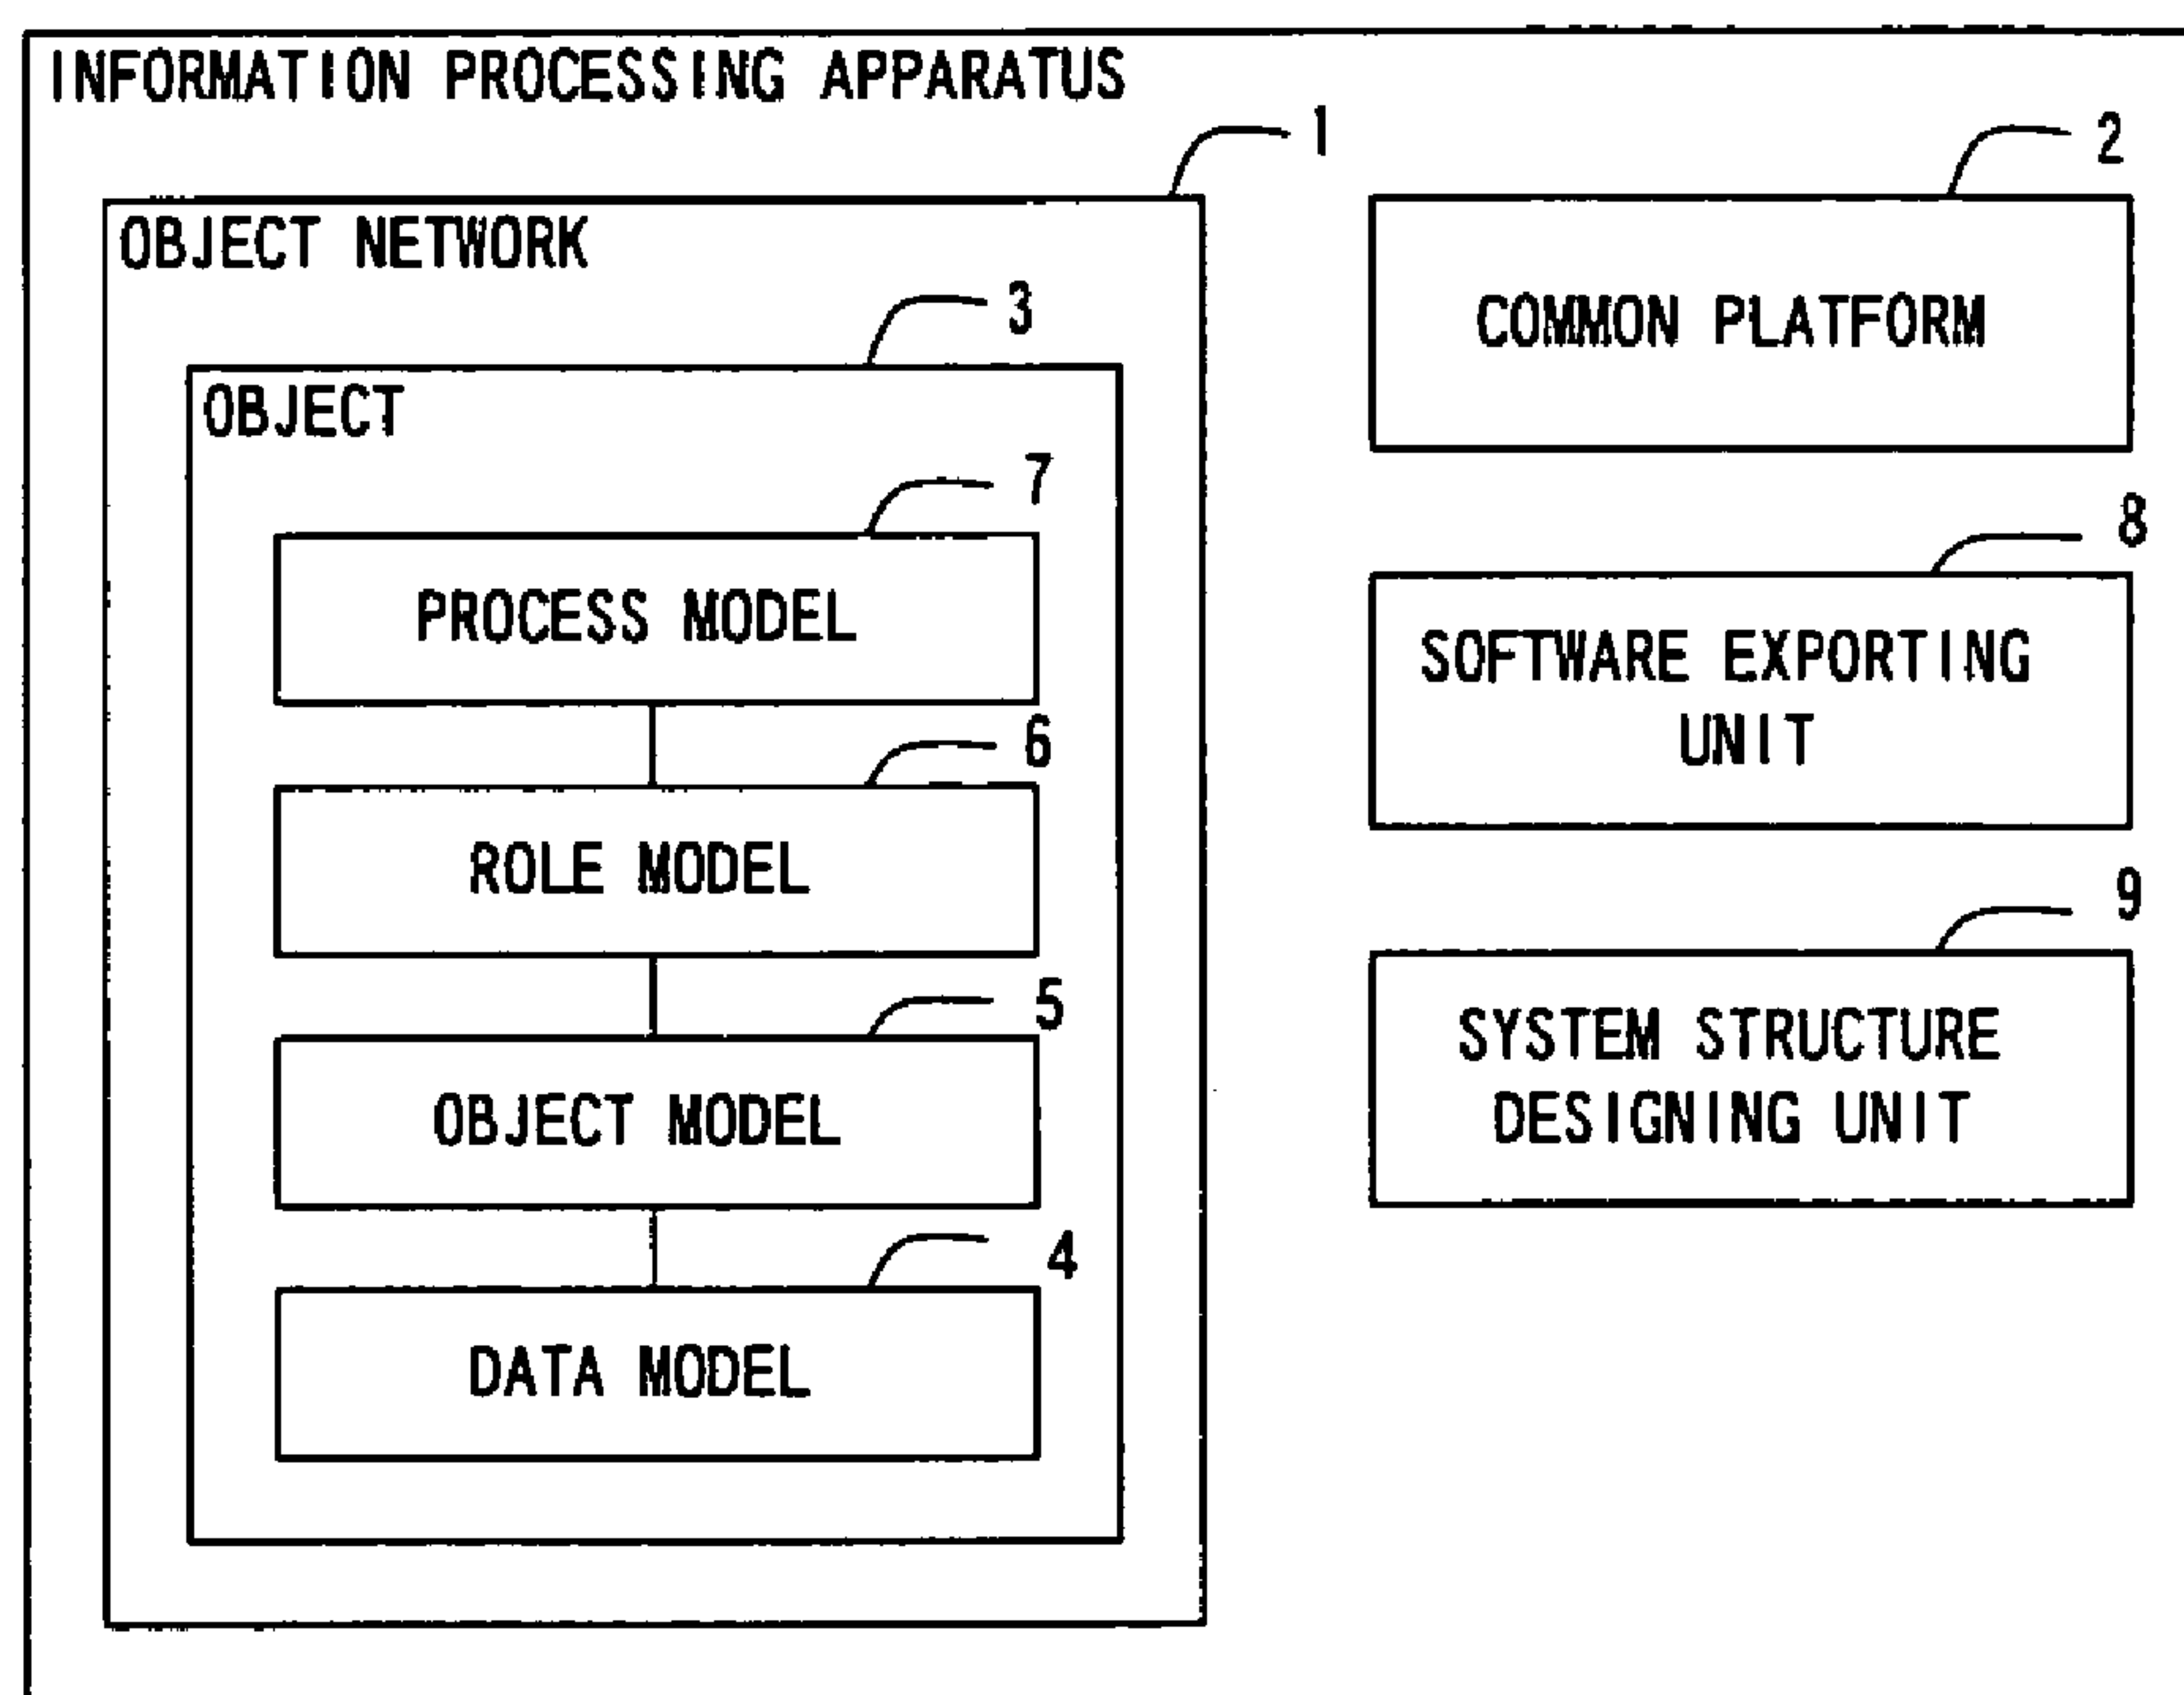 INFORMATION PROCESSING APPARATUS
1
OBJECT NETWORK
3
OBJECT
7
PROCESS MODEL
6
ROLE MODEL
5
OBJECT MODEL
4
DATA MODEL
2
COMMON PLATFORM
8
SOFTWARE EXPORTING
UNIT
9
SYSTEM STRUCTURE
DESIGNING UNIT